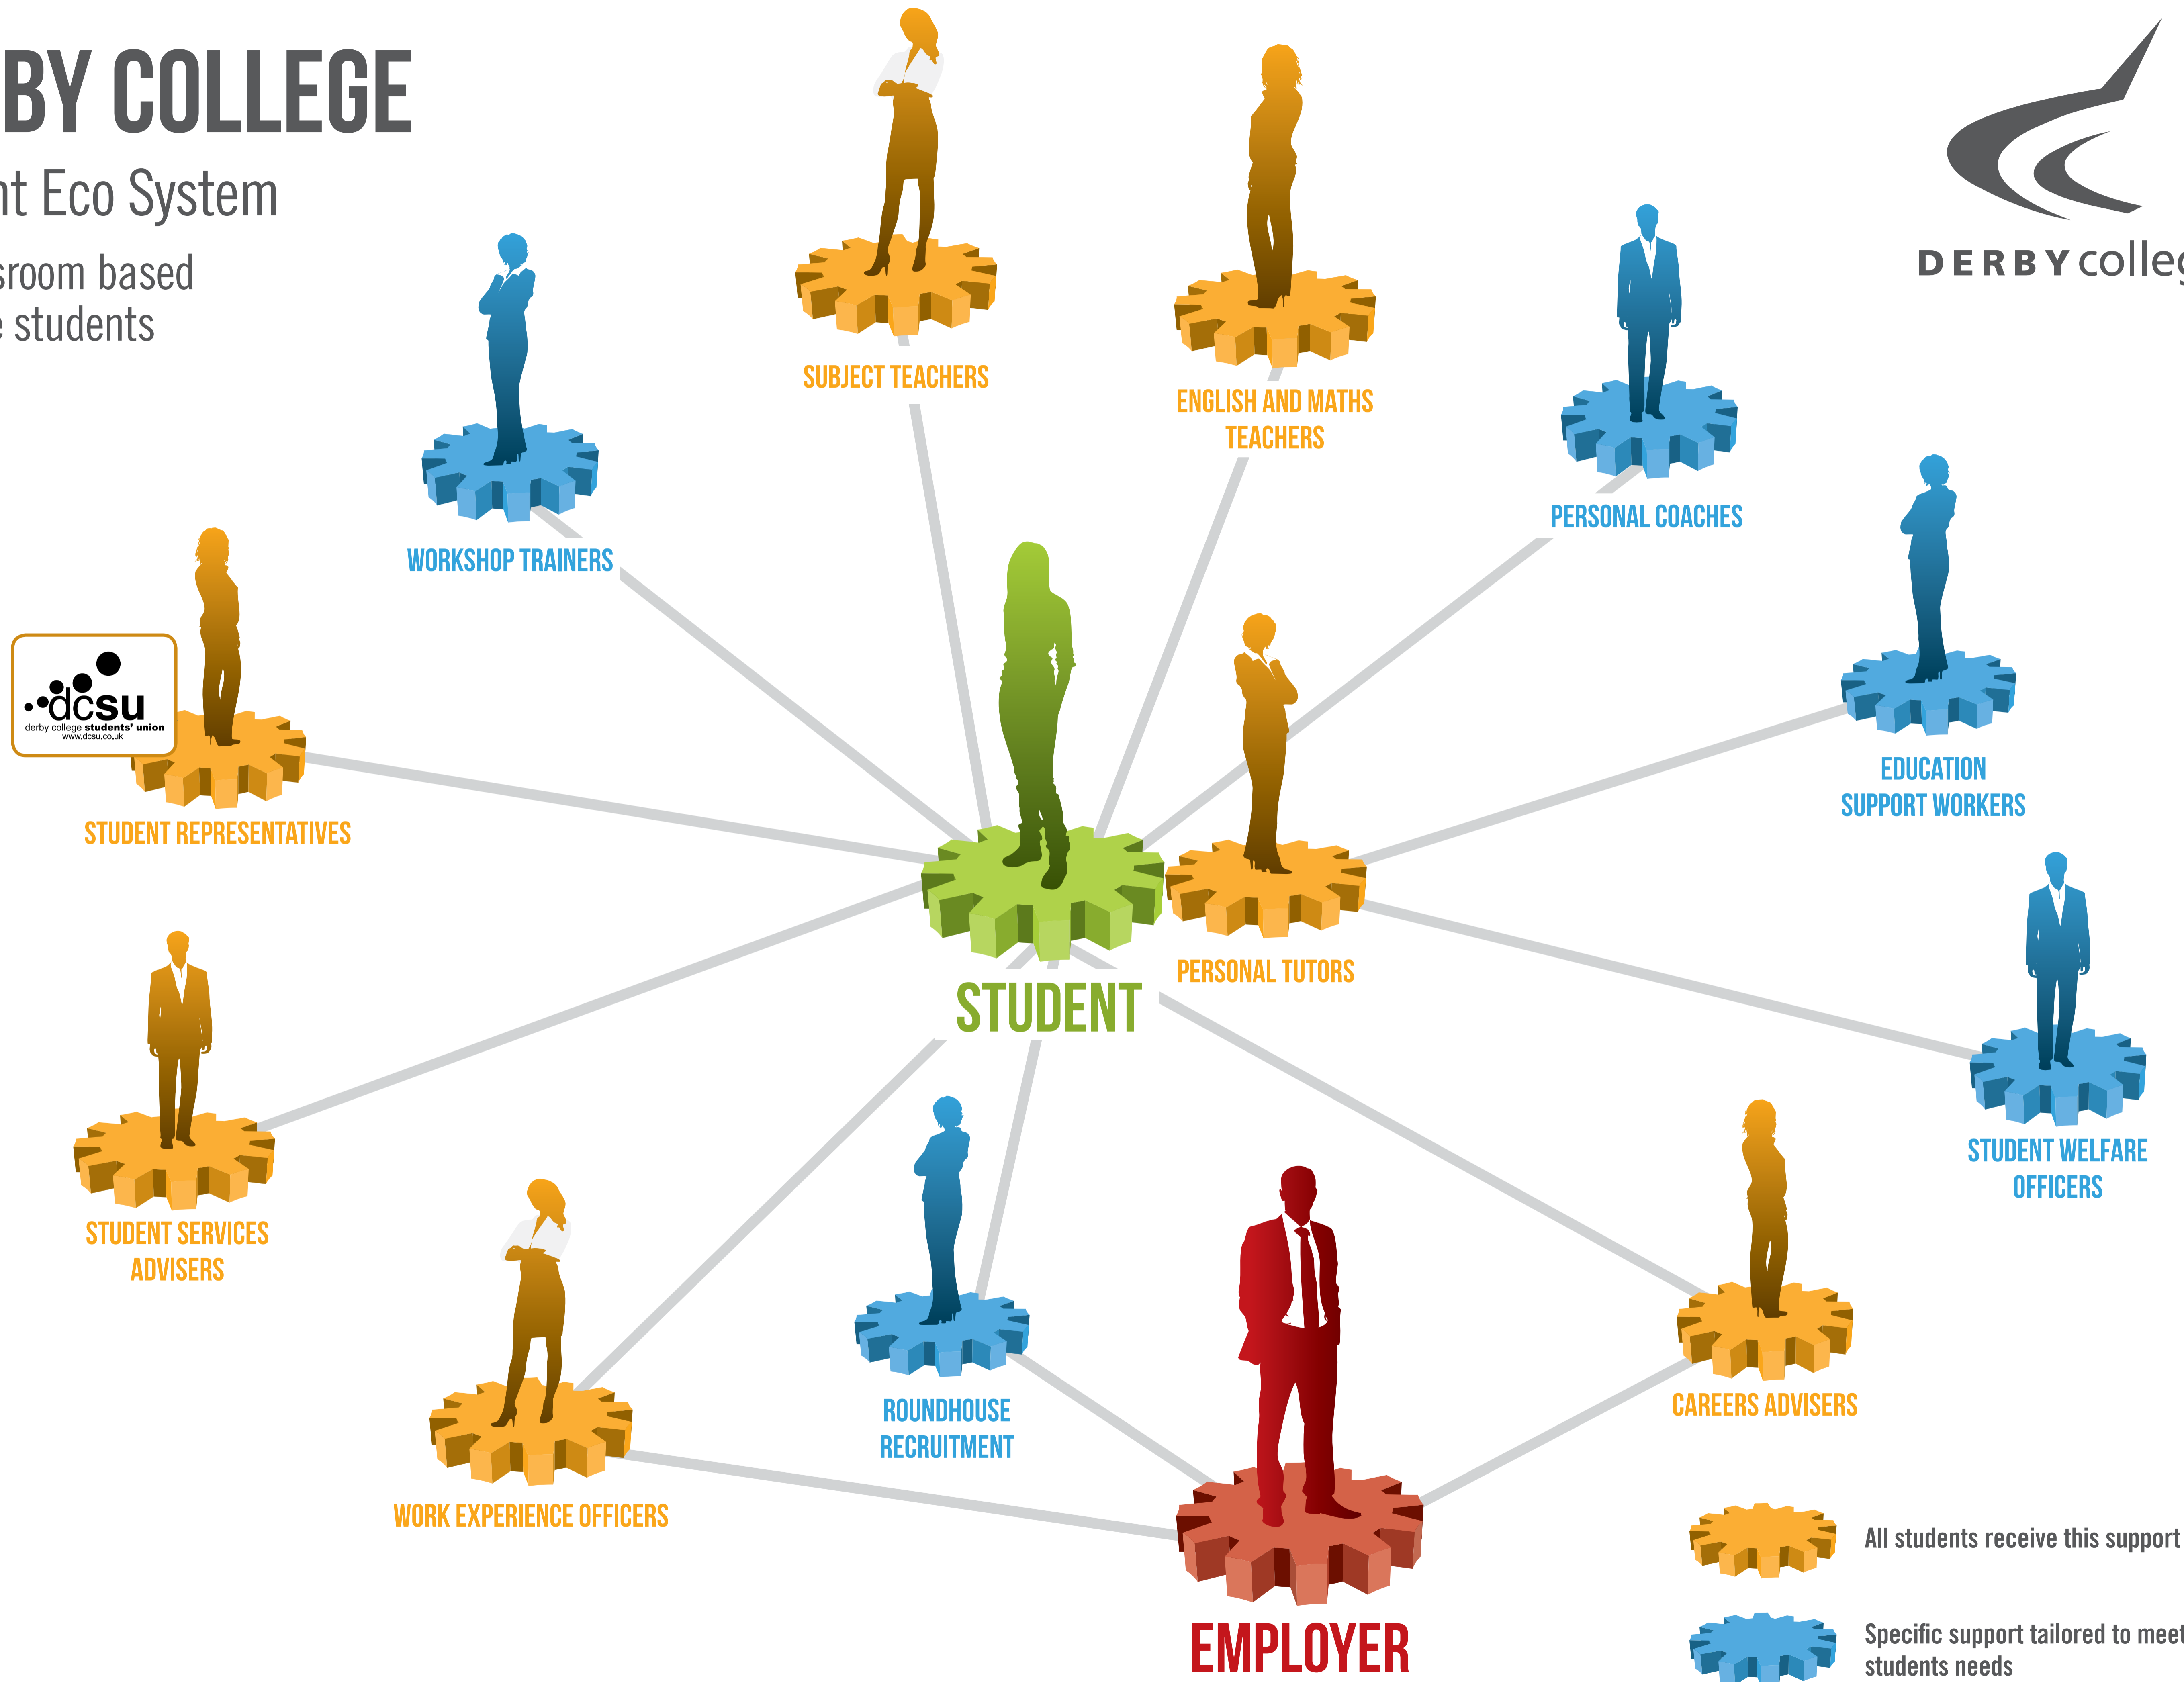 BY COLLEGE
nt Eco System
sroom based
e students
DERBY colleg
SUBJECT TEACHERS
ENGLISH AND MATHS
TEACHERS
PERSONAL COACHES
WORKSHOP TRAINERS
dcsu
derby college students' union
www.dcsu.co.uk
STUDENT REPRESENTATIVES
EDUCATION
SUPPORT WORKERS
PERSONAL TUTORS
STUDENT
STUDENT WELFARE
OFFICERS
STUDENT SERVICES
ADVISERS
ROUNDHOUSE
RECRUITMENT
CAREERS ADVISERS
WORK EXPERIENCE OFFICERS
EMPLOYER
All students receive this support
Specific support tailored to meet
students needs